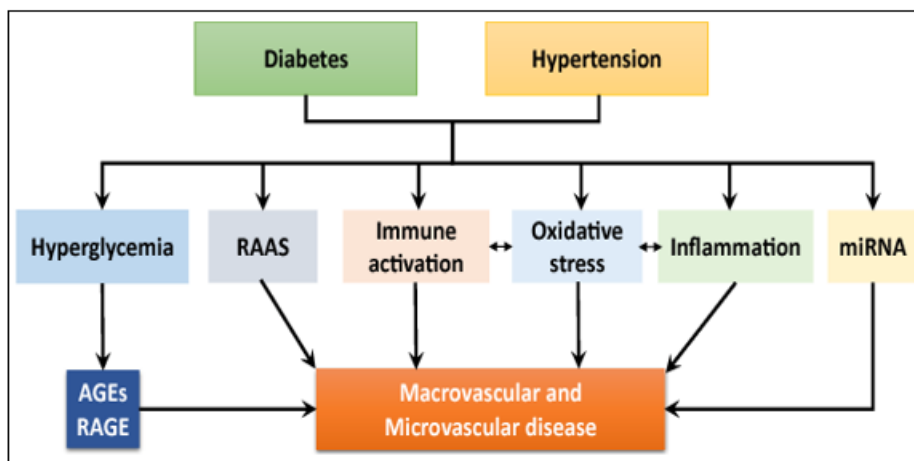 Diabetes
Hypertension
Hyperglycemia
RAAS
Immune
activation
Oxidative
stress
Inflammation
miRNA
AGEs
RAGE
Macrovascular and
Microvascular disease